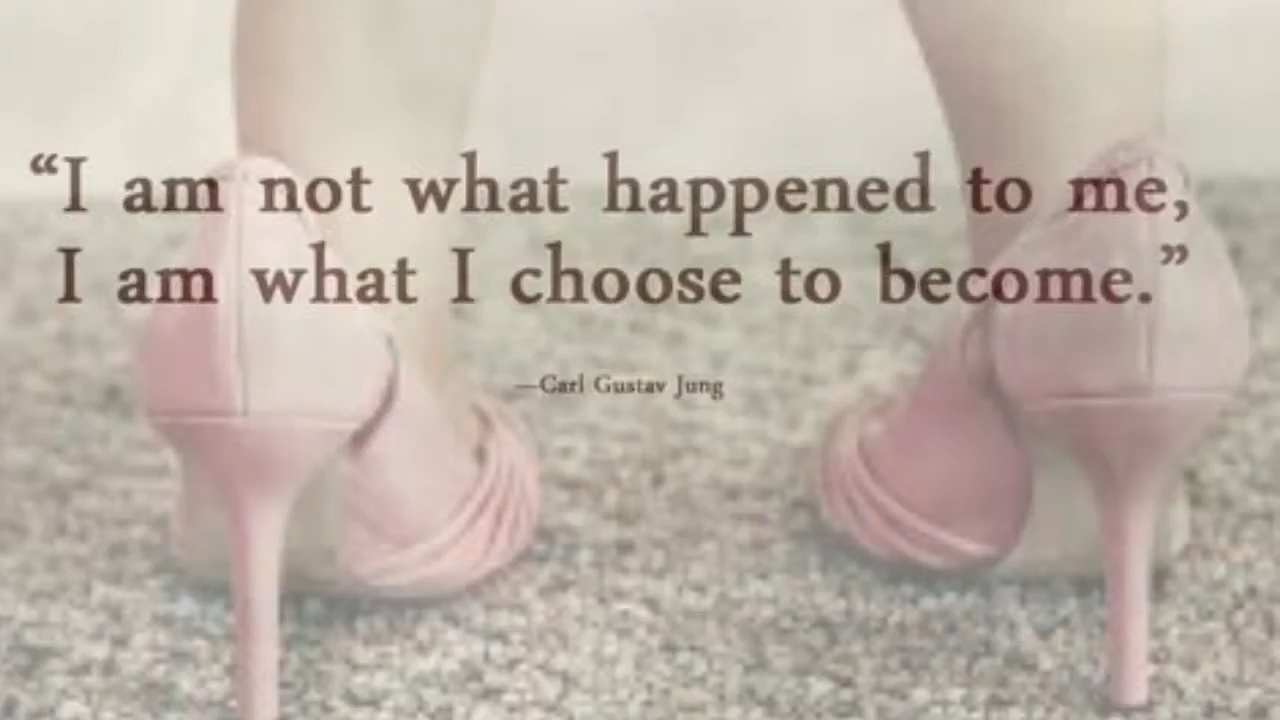 “I am not what happened to me,
I am what I choose to become.”
—Carl Gustav Jung